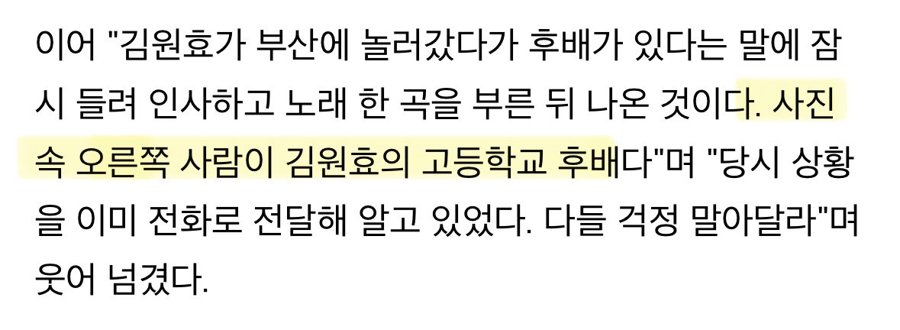 이어 "김원효가 부산에 놀러갔다가 후배가 있다는 말에 잠
시 들려 인사하고 노래 한 곡을 부른 뒤 나온 것이다. 사진
속 오른쪽 사람이 김원효의 고등학교 후배다"며 "당시 상황
을 이미 전화로 전달해 알고 있었다. 다들 걱정 말아달라"며
웃어 넘겼다.